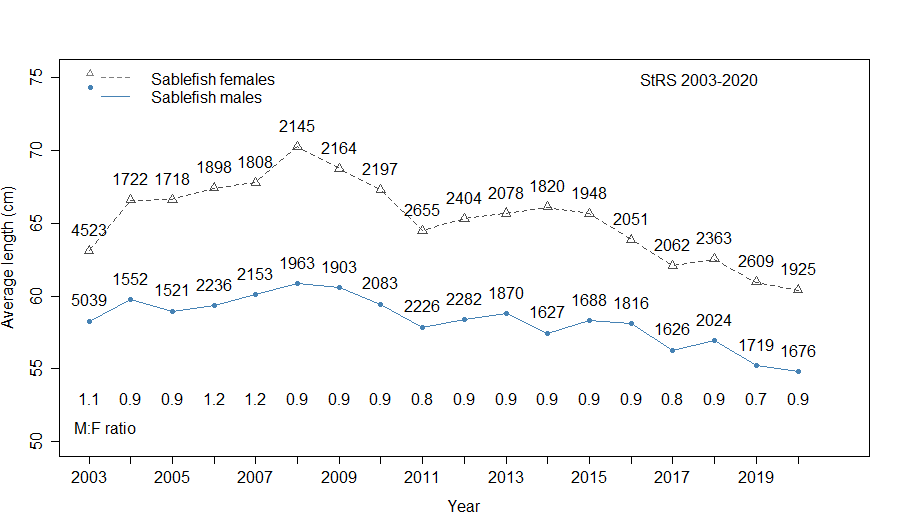 StRS 2003-2020
Sablefish females
Sablefish males
Average length (cm)
75
70
65
60
55
50
4523 1722 1718 1898 1808 2145 2164 2197 2655 2404 2078 1820 1948 2051 2062 2363 2609 1925
5039 1552 1521 2236 2153 1963 1903 2083 2226 2282 1870 1627 1688 1816 1626 2024 1719 1676
1.1 0.9 0.9 1.2 1.2 0.9 0.9 0.9 0.8 0.9 0.9 0.9 0.9 0.9 0.8 0.9 0.7 0.9
M:F ratio
2003 2005 2007 2009 2011 2013 2015 2017 2019
Year